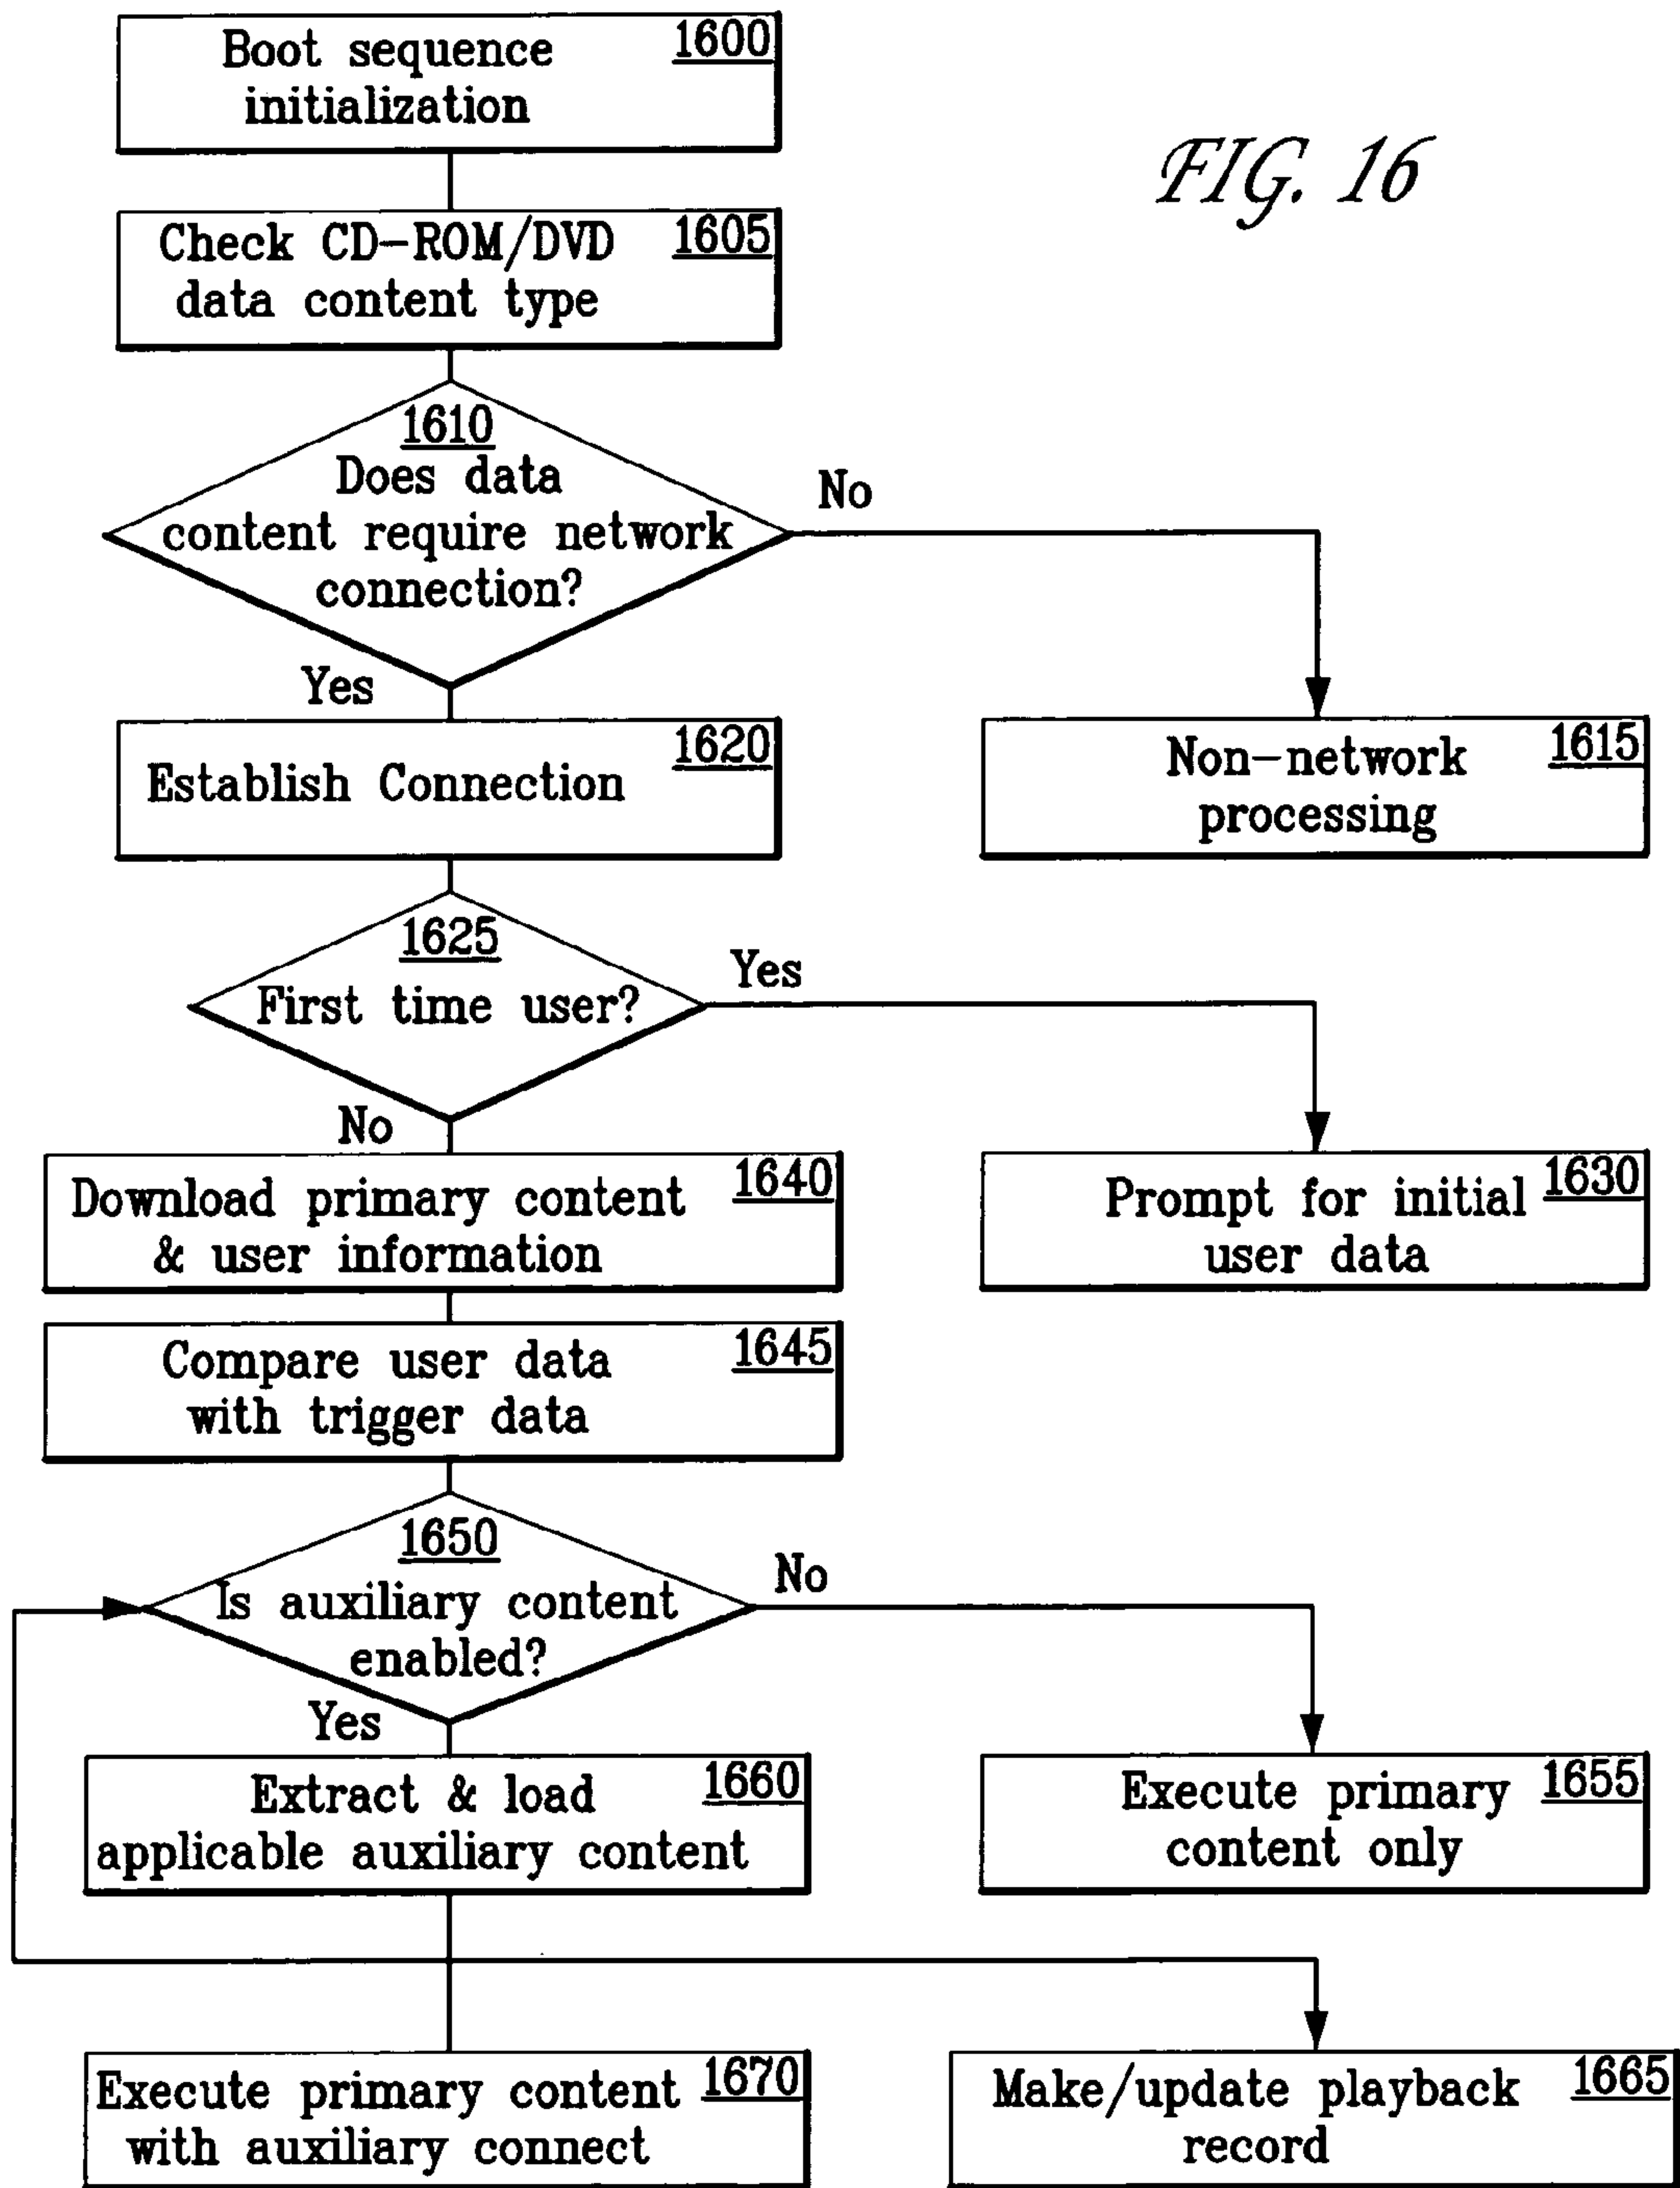 1600
Boot sequence
initialization
FIG. 16
1605
Check CD-ROM/DVD
data content type
1610
Does data
content require network
connection?
No
Yes
1620
Establish Connection
1615
Non-network
processing
1625
First time user?
Yes
No
1640
Download primary content
& user information
1630
Prompt for initial
user data
1645
Compare user data
with trigger data
1650
Is auxiliary content
enabled?
No
Yes
1660
Extract & load
applicable auxiliary content
1655
Execute primary
content only
1670
Execute primary content
with auxiliary connect
1665
Make/update playback
record